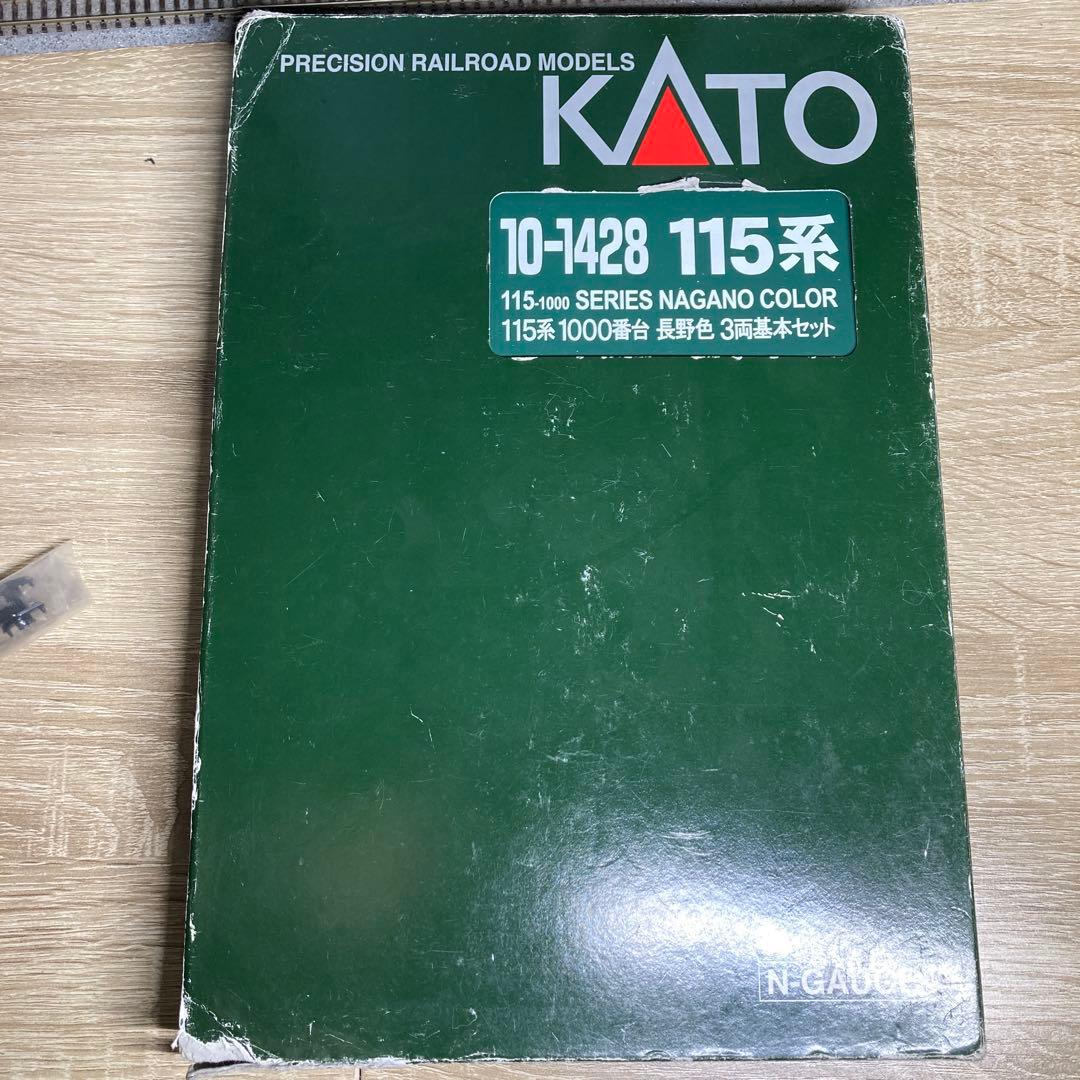 PRECISION RAILROAD MODELS
KATO
10-1428 115系
115-1000 SERIES NAGANO COLOR
115系 1000番台 長野色 3両基本セット
N-GAUGE